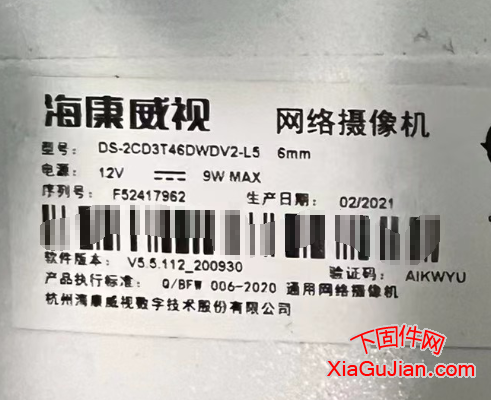 海康威视 网络摄像机
型号: DS-2CD3T46DWDV2-L5 6mm
电源: 12V ⎓ 9W MAX
序列号: F52417962 生产日期: 02/2021
软件版本: V5.5.112_200930 验证码: AIKWYU
产品执行标准: Q/BFW 006-2020 通用网络摄像机
杭州海康威视数字技术股份有限公司
下固件网
XiaGuJian.com